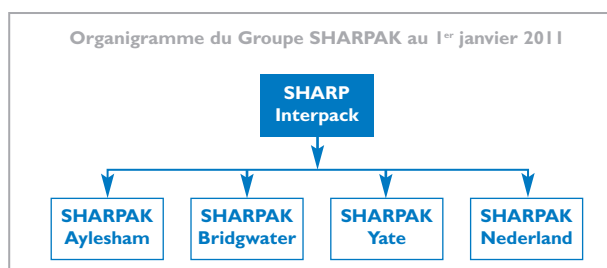 Organigramme du Groupe SHARPAK au 1er janvier 2011
SHARP
Interpack
SHARPAK
Aylesham
SHARPAK
Bridgwater
SHARPAK
Yate
SHARPAK
Nederland